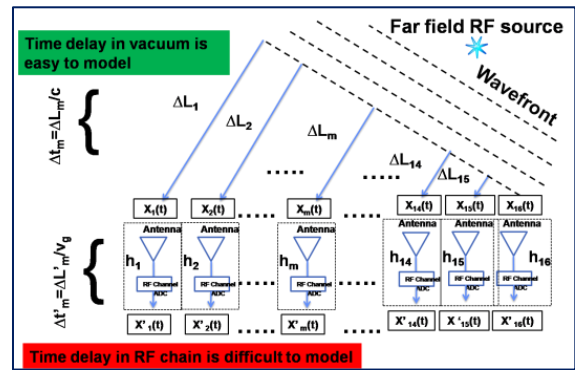 Time delay in vacuum is
easy to model
Far field RF source
Wavefront
Δtₘ=ΔLₘ/c
{
ΔL₁
ΔL₂
ΔLₘ
ΔL₁₄
ΔL₁₅
X₁(t)
X₂(t)
Xₘ(t)
X₁₄(t)
X₁₅(t)
X₁₆(t)
Antenna
Antenna
Antenna
Antenna
Antenna
Antenna
h₁
h₂
hₘ
h₁₄
h₁₅
h₁₆
Δt'ₘ=ΔL'ₘ/v_g
{
RF Channel
ADC
RF Channel
ADC
RF Channel
ADC
RF Channel
ADC
RF Channel
ADC
RF Channel
ADC
X'₁(t)
X'₂(t)
X'ₘ(t)
X'₁₄(t)
X'₁₅(t)
X'₁₆(t)
Time delay in RF chain is difficult to model